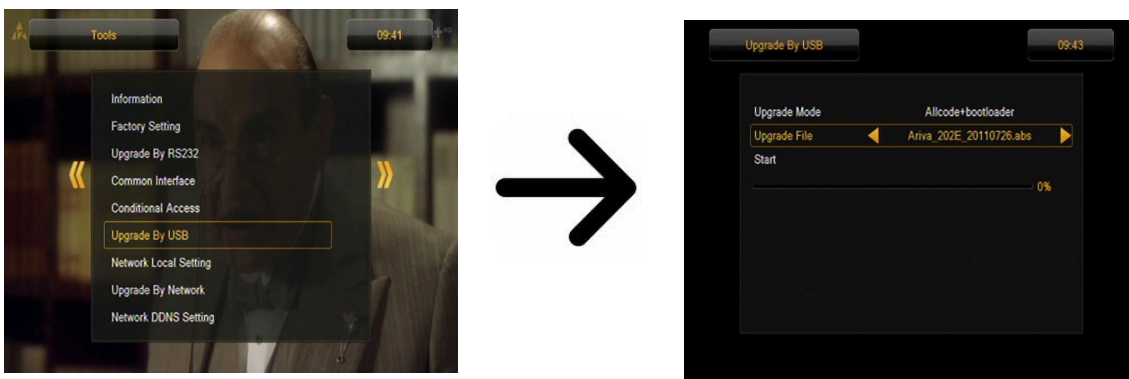 Tools
09:41
Information
Factory Setting
Upgrade By RS232
Common Interface
Conditional Access
Upgrade By USB
Network Local Setting
Upgrade By Network
Network DDNS Setting
Upgrade By USB
09:43
Upgrade Mode Allcode+bootloader
Upgrade File Ariva_202E_20110726.abs
Start
0%